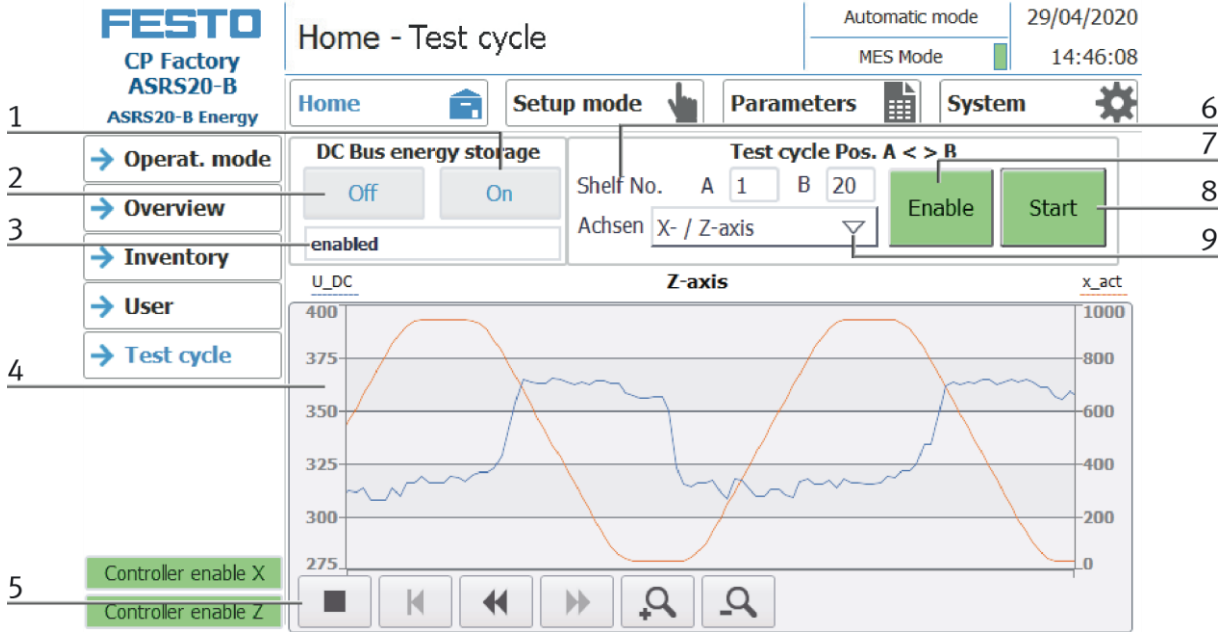 FESTO
CP Factory
ASRS20-B
ASRS20-B Energy
Home - Test cycle
Automatic mode
MES Mode
29/04/2020
14:46:08
Home
Setup mode
Parameters
System
1
2
3
4
5
6
7
8
9
Operat. mode
Overview
Inventory
User
Test cycle
Controller enable X
Controller enable Z
DC Bus energy storage
Off
On
enabled
Test cycle Pos. A < > B
Shelf No. A 1 B 20
Achsen X- / Z-axis
Enable
Start
U_DC
Z-axis
x_act
400
375
350
325
300
275
1000
800
600
400
200
0